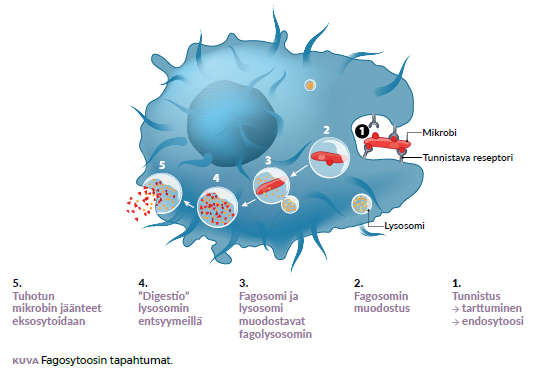 1
Mikrobi
2
Tunnistava reseptori
3
5
4
Lysosomi
5.
Tuhotun
mikrobin jäänteet
eksosytoidaan
4.
“Digestio”
lysosomin
entsyymeillä
3.
Fagosomi ja
lysosomi
muodostavat
fagolysosomin
2.
Fagosomin
muodostus
1.
Tunnistus
→ tarttuminen
→ endosytoosi
KUVA Fagosytoosin tapahtumat.